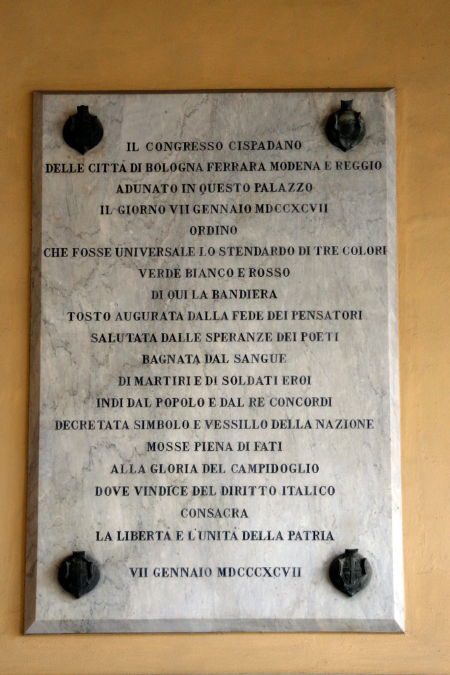 IL CONGRESSO CISPADANO
DELLE CITTÀ DI BOLOGNA FERRARA MODENA E REGGIO
ADUNATO IN QUESTO PALAZZO
IL GIORNO VII GENNAIO MDCCXCVII
ORDINO
CHE FOSSE UNIVERSALE LO STENDARDO DI TRE COLORI
VERDE BIANCO E ROSSO
DI QUI LA BANDIERA
TOSTO AUGURATA DALLA FEDE DEI PENSATORI
SALUTATA DALLE SPERANZE DEI POETI
BAGNATA DAL SANGUE
DI MARTIRI E DI SOLDATI EROI
INDI DAL POPOLO E DAL RE CONCORDI
DECRETATA SIMBOLO E VESSILLO DELLA NAZIONE
MOSSE PIENA DI FATI
ALLA GLORIA DEL CAMPIDOGLIO
DOVE VINDICE DEL DIRITTO ITALICO
CONSACRA
LA LIBERTÀ E L'UNITÀ DELLA PATRIA
VII GENNAIO MDCCCXCVII